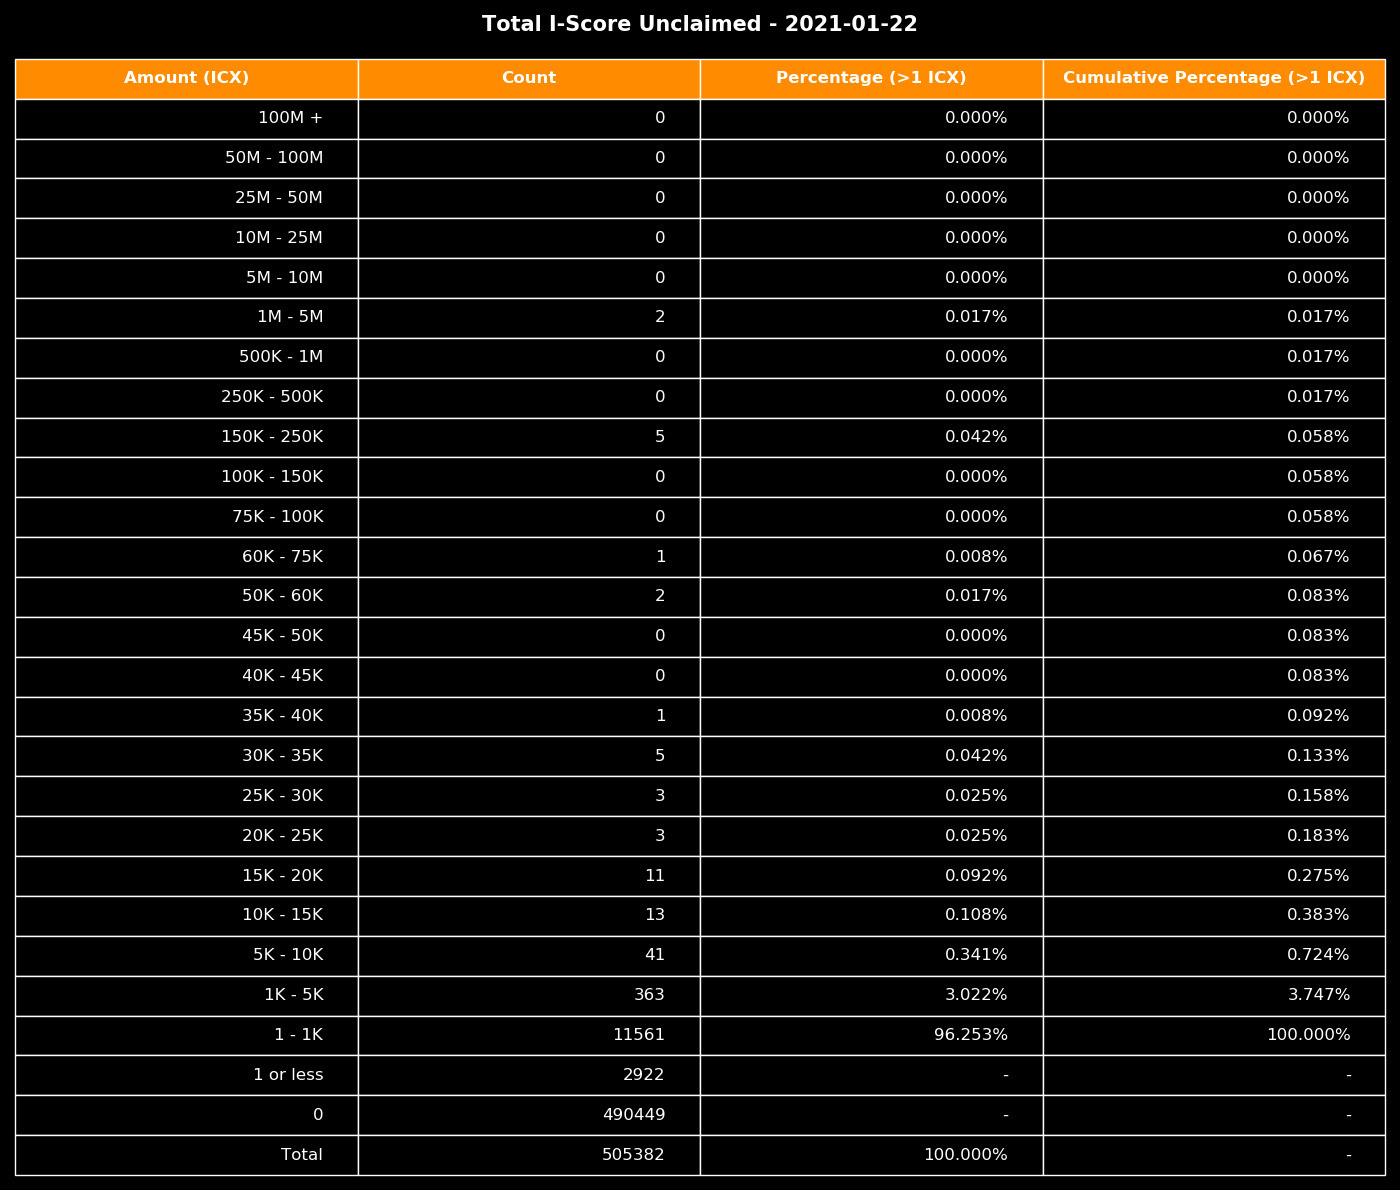 Total I-Score Unclaimed - 2021-01-22
Amount (ICX) Count Percentage (>1 ICX) Cumulative Percentage (>1 ICX)
100M + 0 0.000% 0.000%
50M - 100M 0 0.000% 0.000%
25M - 50M 0 0.000% 0.000%
10M - 25M 0 0.000% 0.000%
5M - 10M 0 0.000% 0.000%
1M - 5M 2 0.017% 0.017%
500K - 1M 0 0.000% 0.017%
250K - 500K 0 0.000% 0.017%
150K - 250K 5 0.042% 0.058%
100K - 150K 0 0.000% 0.058%
75K - 100K 0 0.000% 0.058%
60K - 75K 1 0.008% 0.067%
50K - 60K 2 0.017% 0.083%
45K - 50K 0 0.000% 0.083%
40K - 45K 0 0.000% 0.083%
35K - 40K 1 0.008% 0.092%
30K - 35K 5 0.042% 0.133%
25K - 30K 3 0.025% 0.158%
20K - 25K 3 0.025% 0.183%
15K - 20K 11 0.092% 0.275%
10K - 15K 13 0.108% 0.383%
5K - 10K 41 0.341% 0.724%
1K - 5K 363 3.022% 3.747%
1 - 1K 11561 96.253% 100.000%
1 or less 2922 - -
0 490449 - -
Total 505382 100.000% -